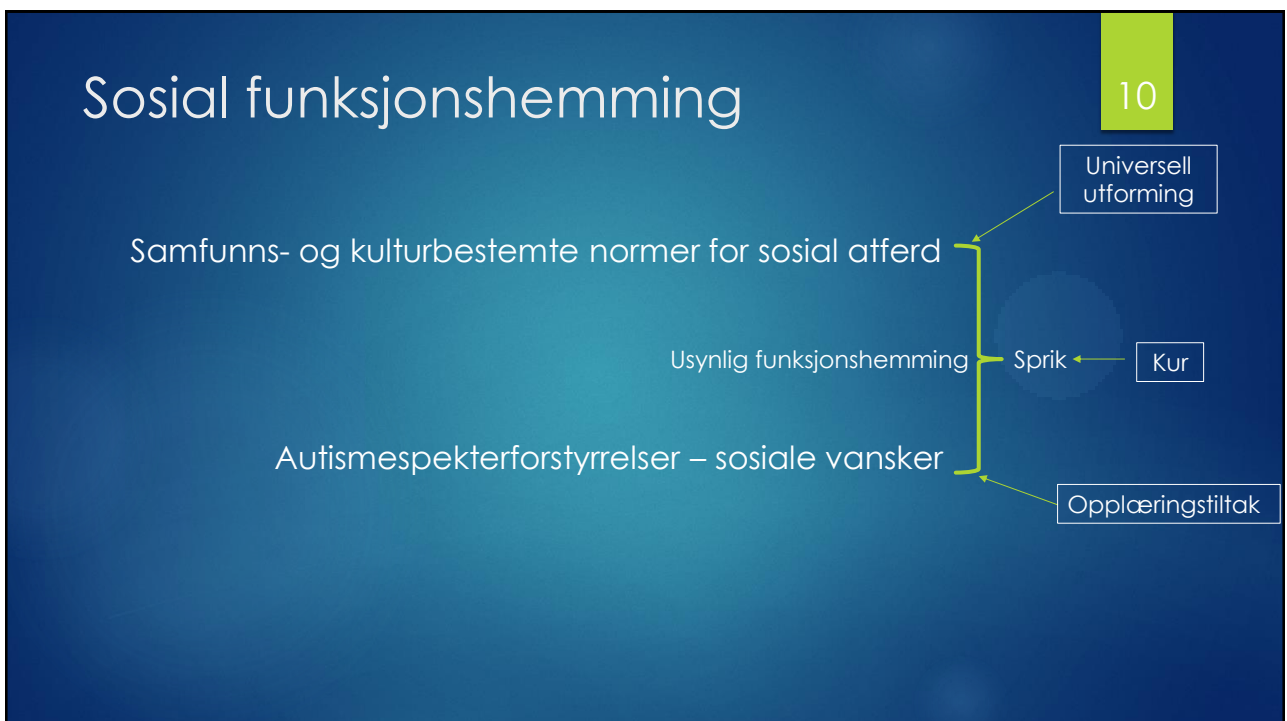 Sosial funksjonshemming
10
Universell
utforming
Samfunns- og kulturbestemte normer for sosial atferd
Usynlig funksjonshemming
Sprik
Kur
Autismespekterforstyrrelser – sosiale vansker
Opplæringstiltak